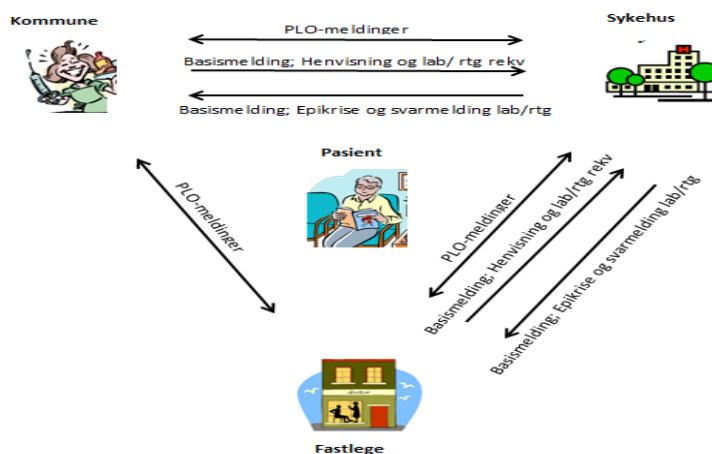 Kommune
Sykehus
PLO-meldinger
Basismelding; Henvisning og lab/ rtg rekv
Basismelding; Epikrise og svarmelding lab/rtg
Pasient
PLO-meldinger
PLO-meldinger
Basismelding; Henvisning og lab/rtg rekv
Basismelding; Epikrise og svarmelding lab/rtg
Fastlege